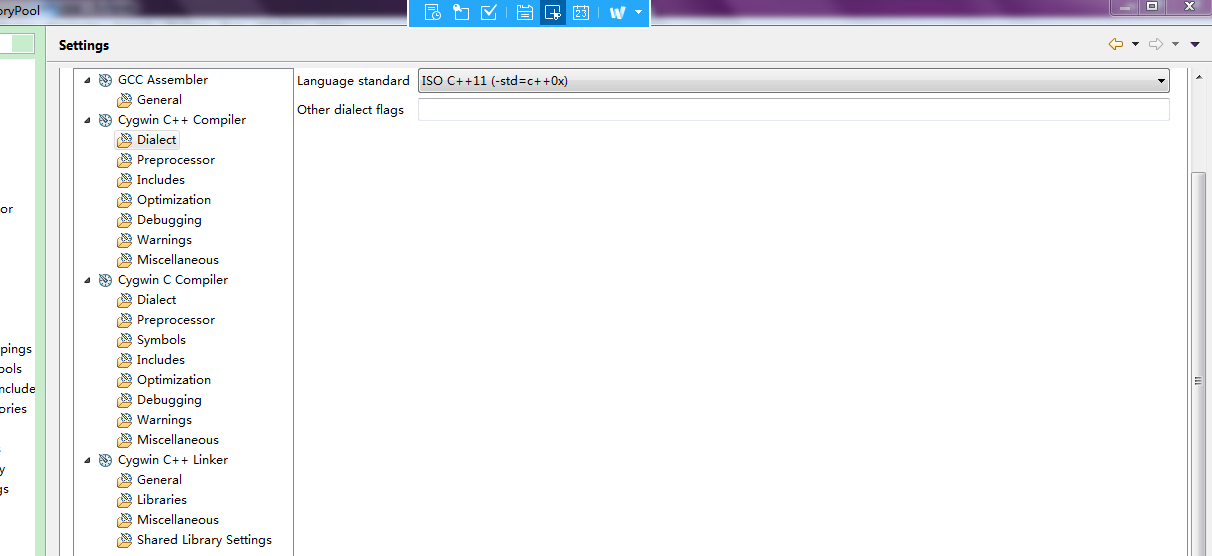 oryPool
23
W
Settings
GCC Assembler
General
Cygwin C++ Compiler
Dialect
Preprocessor
Includes
Optimization
Debugging
Warnings
Miscellaneous
Cygwin C Compiler
Dialect
Preprocessor
Symbols
Includes
Optimization
Debugging
Warnings
Miscellaneous
Cygwin C++ Linker
General
Libraries
Miscellaneous
Shared Library Settings
Language standard ISO C++11 (-std=c++0x)
Other dialect flags
or
pings
ools
nclude
ories
y
gs